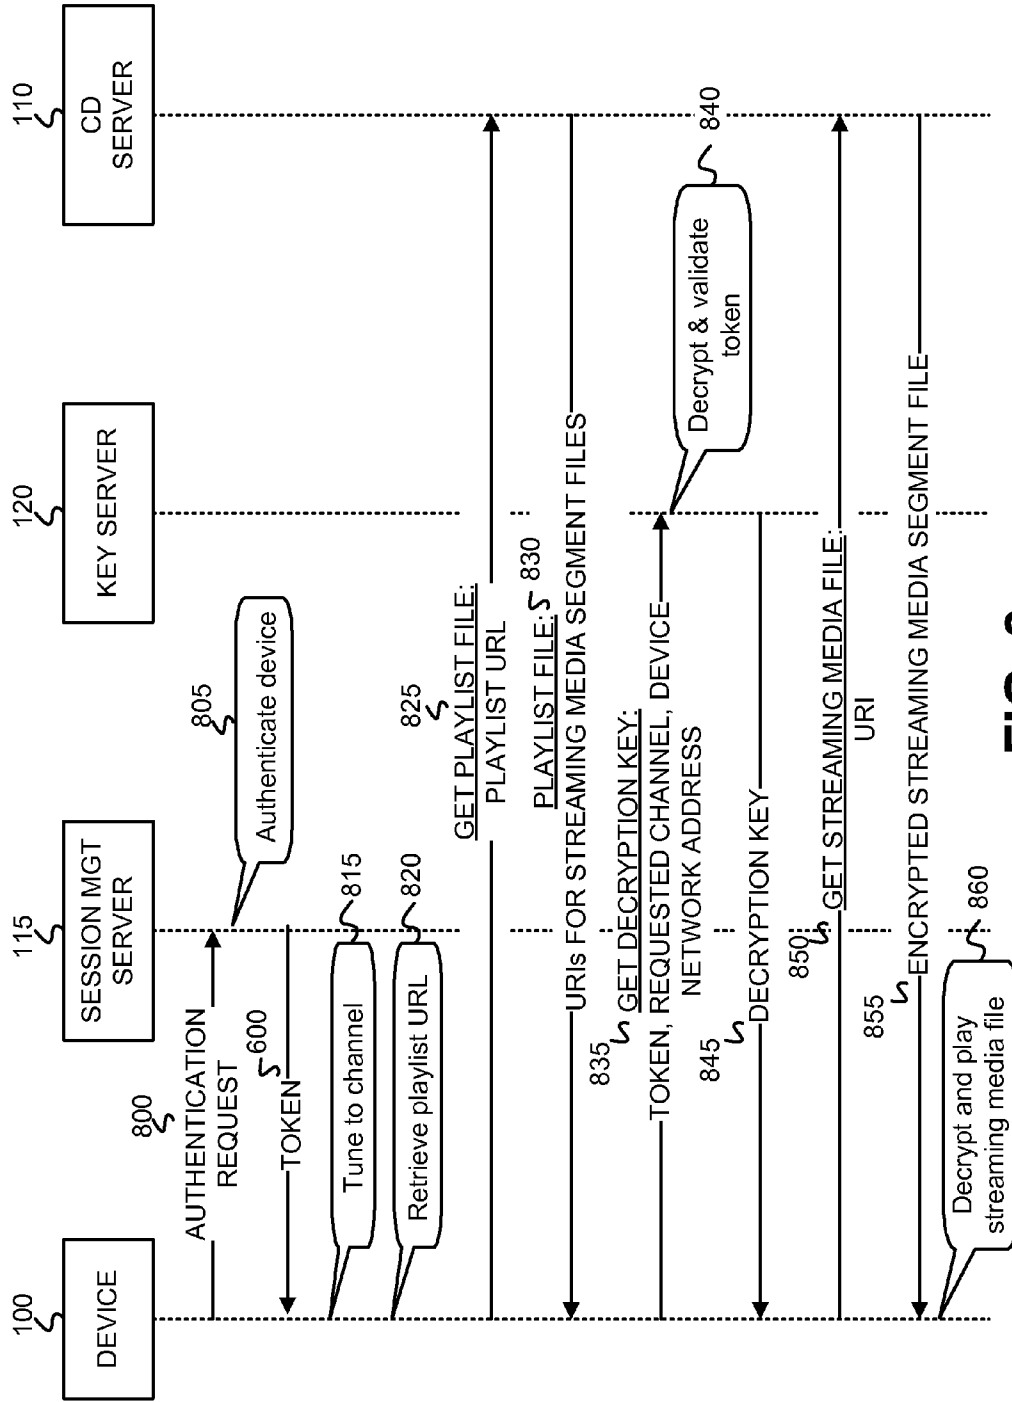 100
DEVICE
115
SESSION MGT
SERVER
120
KEY SERVER
110
CD
SERVER
800
AUTHENTICATION
REQUEST
805
Authenticate device
600
TOKEN
815
Tune to channel
820
Retrieve playlist URL
825
GET PLAYLIST FILE:
PLAYLIST URL
830
PLAYLIST FILE:
URIs FOR STREAMING MEDIA SEGMENT FILES
835
GET DECRYPTION KEY:
TOKEN, REQUESTED CHANNEL, DEVICE
NETWORK ADDRESS
840
Decrypt & validate
token
845
DECRYPTION KEY
850
GET STREAMING MEDIA FILE:
URI
855
ENCRYPTED STREAMING MEDIA SEGMENT FILE
860
Decrypt and play
streaming media file